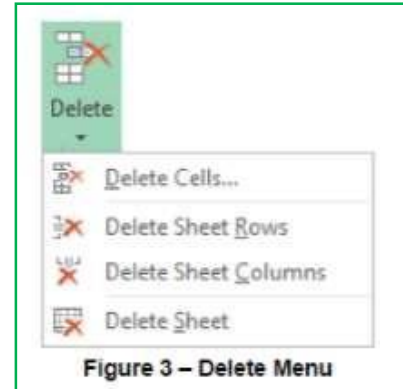 Delete
Delete Cells...
Delete Sheet Rows
Delete Sheet Columns
Delete Sheet
Figure 3 – Delete Menu